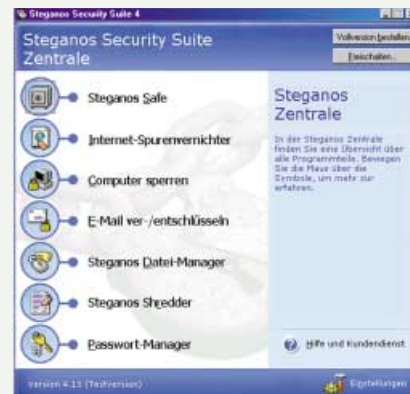 Steganos Security Suite 4
Steganos Security Suite
Zentrale
Vollversion bestellen
Freischalten...
Steganos Safe
Internet-Spurenvernichter
Computer sperren
E-Mail ver-/entschlüsseln
Steganos Datei-Manager
Steganos Shredder
Passwort-Manager
Steganos
Zentrale
In der Steganos Zentrale
finden Sie eine Übersicht über
alle Programmteile. Bewegen
Sie die Maus über die
Symbole, um mehr zu
erfahren.
Hilfe und Kundendienst
Version 4.13 (Testversion)
Einstellungen